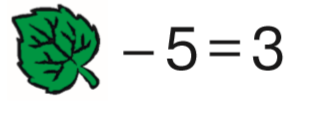 – 5 = 3